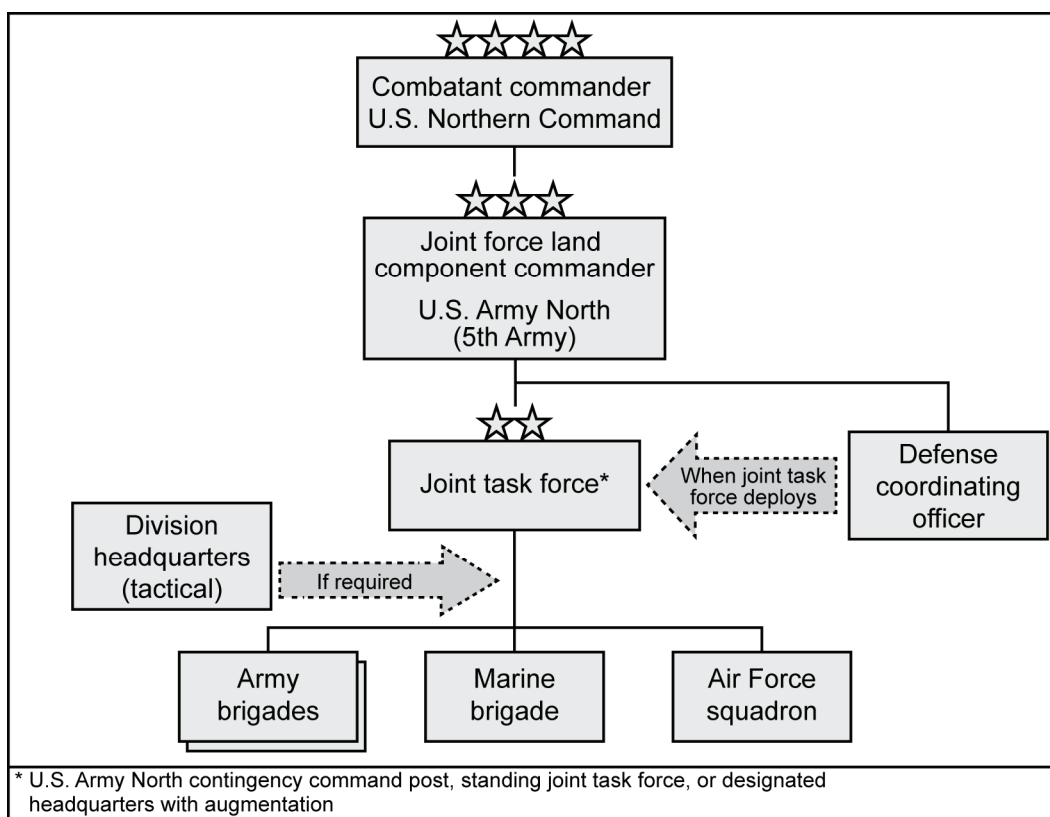 Combatant commander
U.S. Northern Command
Joint force land
component commander
U.S. Army North
(5th Army)
Joint task force*
When joint task
force deploys
Defense
coordinating
officer
Division
headquarters
(tactical)
If required
Army
brigades
Marine
brigade
Air Force
squadron
* U.S. Army North contingency command post, standing joint task force, or designated
headquarters with augmentation